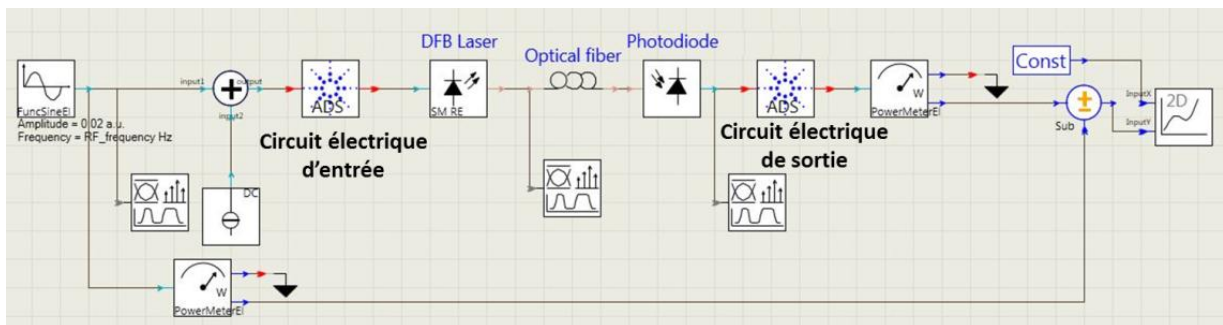 DFB Laser
Optical fiber
Photodiode
Const
FuncSineEl
Amplitude = 0.02 a.u.
Frequency = RF_frequency Hz
input1
output
input2
ADS
SM RE
ADS
W
PowerMeterEl
Sub
InputX
InputY
2D
Circuit électrique
d'entrée
Circuit électrique
de sortie
DC
W
PowerMeterEl